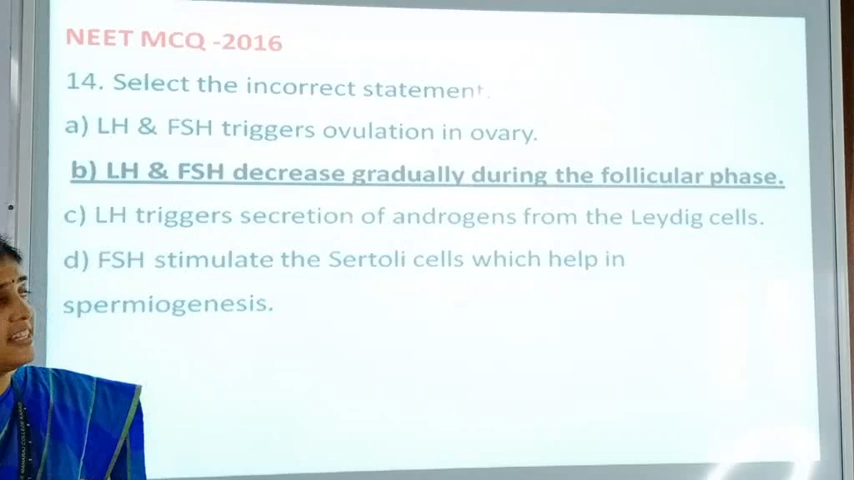 NEET MCQ -2016
14. Select the incorrect statement.
a) LH & FSH triggers ovulation in ovary.
b) LH & FSH decrease gradually during the follicular phase.
c) LH triggers secretion of androgens from the Leydig cells.
d) FSH stimulate the Sertoli cells which help in
spermiogenesis.